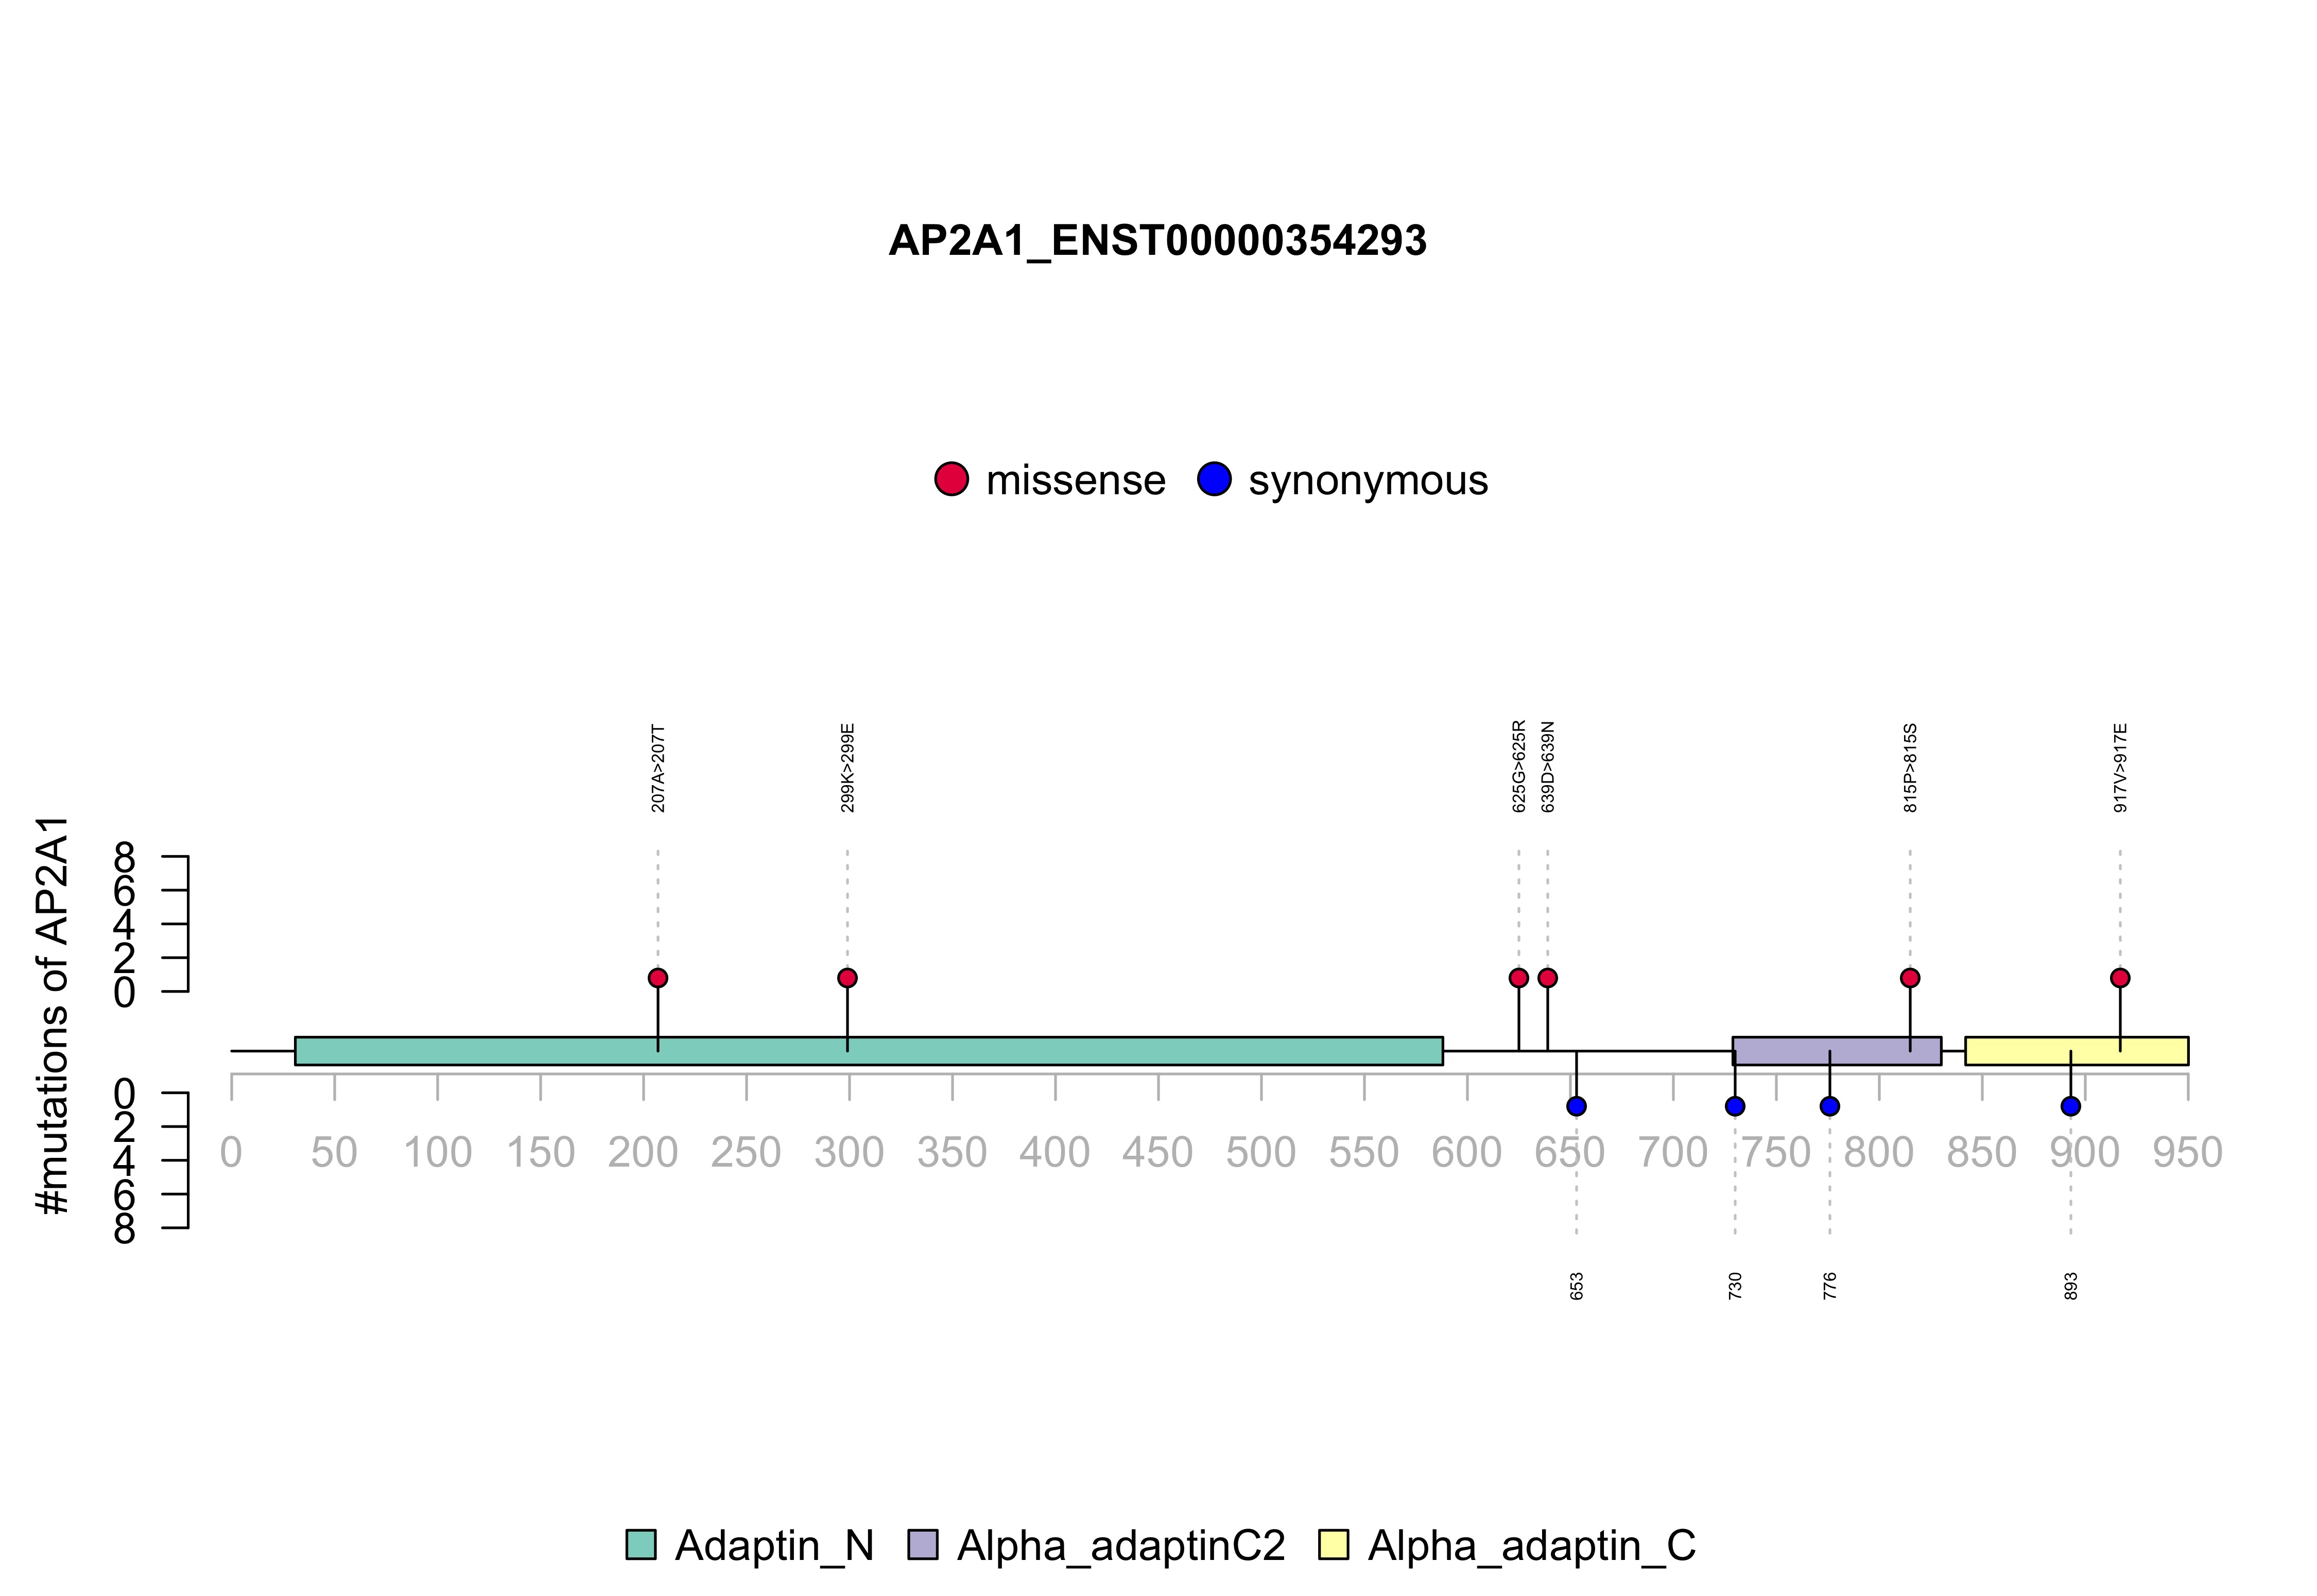 AP2A1_ENST00000354293
missense synonymous
207A>207T 299K>299E 625G>625R 639D>639N 815P>815S 917V>917E
#mutations of AP2A1
8
6
4
2
0
0
2
4
6
8
0 50 100 150 200 250 300 350 400 450 500 550 600 650 700 750 800 850 900 950
653 730 776 893
Adaptin_N Alpha_adaptinC2 Alpha_adaptin_C